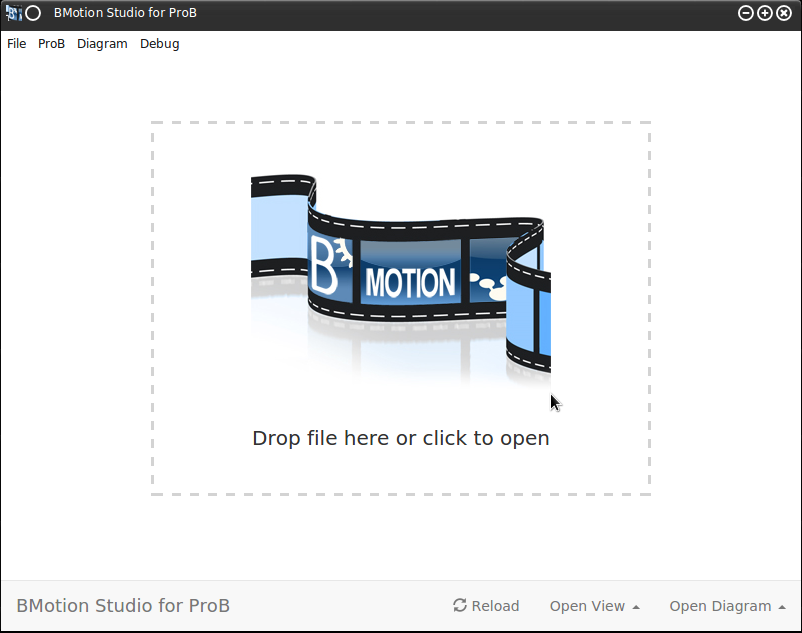 BMotion Studio for ProB
File ProB Diagram Debug
B
MOTION
Drop file here or click to open
BMotion Studio for ProB Reload Open View Open Diagram